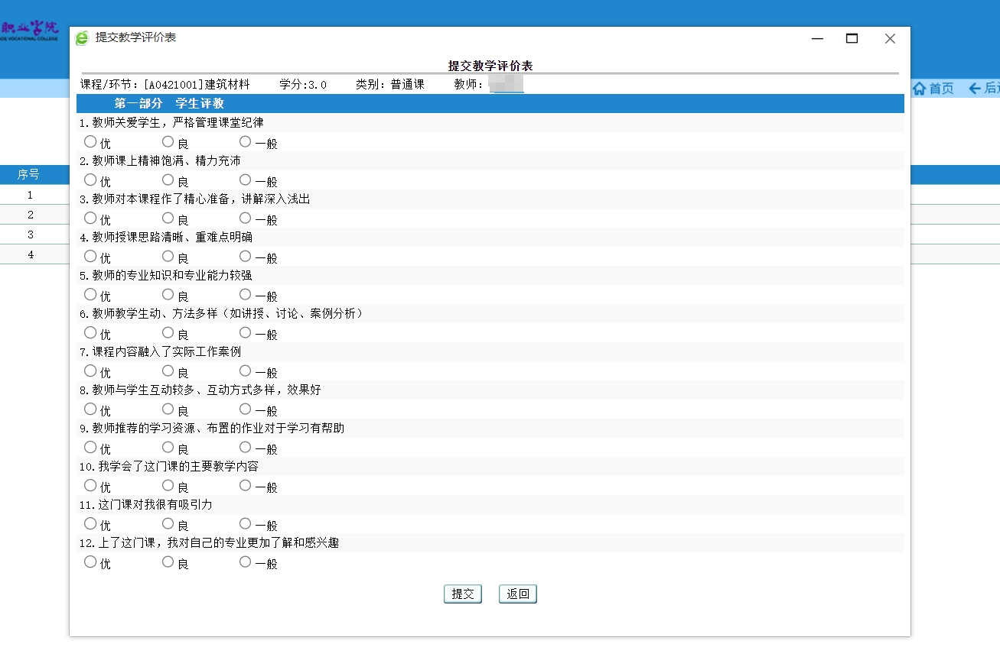 职业学院
VOCATIONAL COLLEGE
提交教学评价表
首页
提交教学评价表
课程/环节：[A0421001]建筑材料 学分:3.0 类别：普通课 教师：
第一部分 学生评教
1.教师关爱学生，严格管理课堂纪律
优 良 一般
2.教师课上精神饱满、精力充沛
优 良 一般
3.教师对本课程作了精心准备，讲解深入浅出
优 良 一般
4.教师授课思路清晰、重难点明确
优 良 一般
5.教师的专业知识和专业能力较强
优 良 一般
6.教师教学生动、方法多样（如讲授、讨论、案例分析）
优 良 一般
7.课程内容融入了实际工作案例
优 良 一般
8.教师与学生互动较多、互动方式多样，效果好
优 良 一般
9.教师推荐的学习资源、布置的作业对于学习有帮助
优 良 一般
10.我学会了这门课的主要教学内容
优 良 一般
11.这门课对我很有吸引力
优 良 一般
12.上了这门课，我对自己的专业更加了解和感兴趣
优 良 一般
提交 返回
序号
1
2
3
4